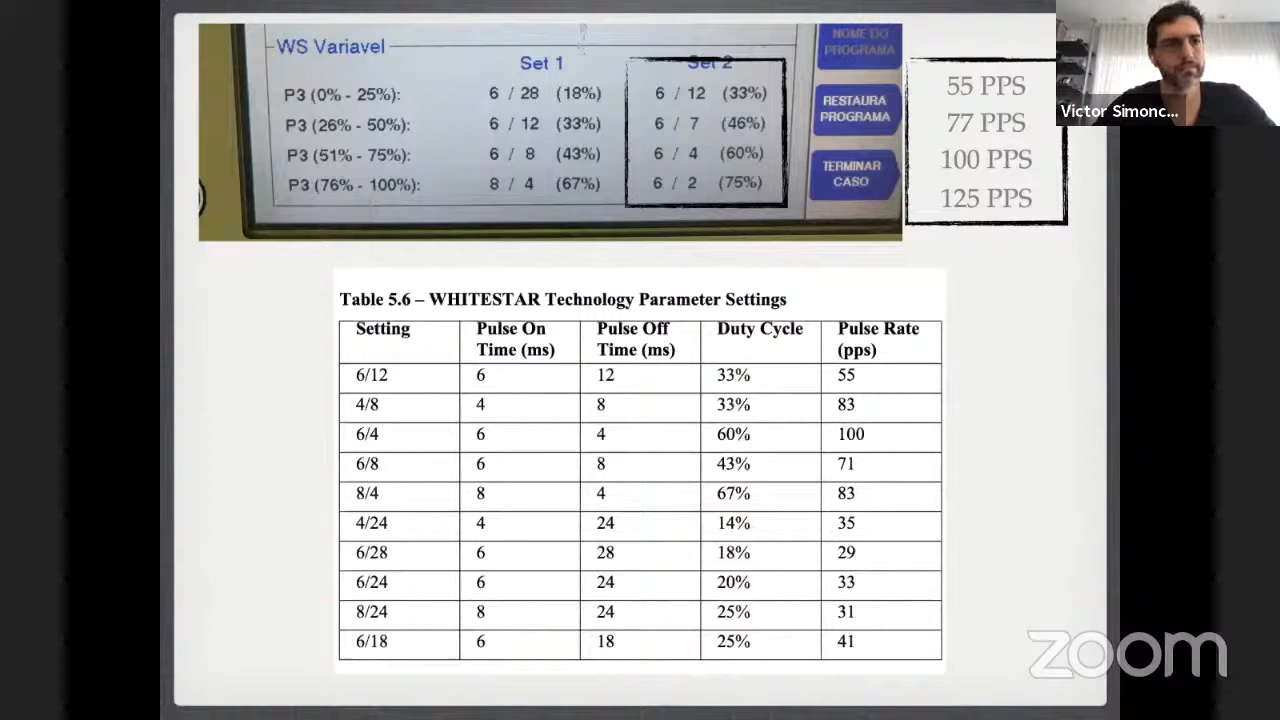 WS Variavel
Set 1 Set 2
P3 (0% - 25%): 6 / 28 (18%) 6 / 12 (33%)
P3 (26% - 50%): 6 / 12 (33%) 6 / 7 (46%)
P3 (51% - 75%): 6 / 8 (43%) 6 / 4 (60%)
P3 (76% - 100%): 8 / 4 (67%) 6 / 2 (75%)
NOME DO
PROGRAMA
RESTAURA
PROGRAMA
TERMINAR
CASO
55 PPS
77 PPS
100 PPS
125 PPS
Victor Simonc...
Table 5.6 – WHITESTAR Technology Parameter Settings
Setting Pulse On Time (ms) Pulse Off Time (ms) Duty Cycle Pulse Rate (pps)
6/12 6 12 33% 55
4/8 4 8 33% 83
6/4 6 4 60% 100
6/8 6 8 43% 71
8/4 8 4 67% 83
4/24 4 24 14% 35
6/28 6 28 18% 29
6/24 6 24 20% 33
8/24 8 24 25% 31
6/18 6 18 25% 41
zoom